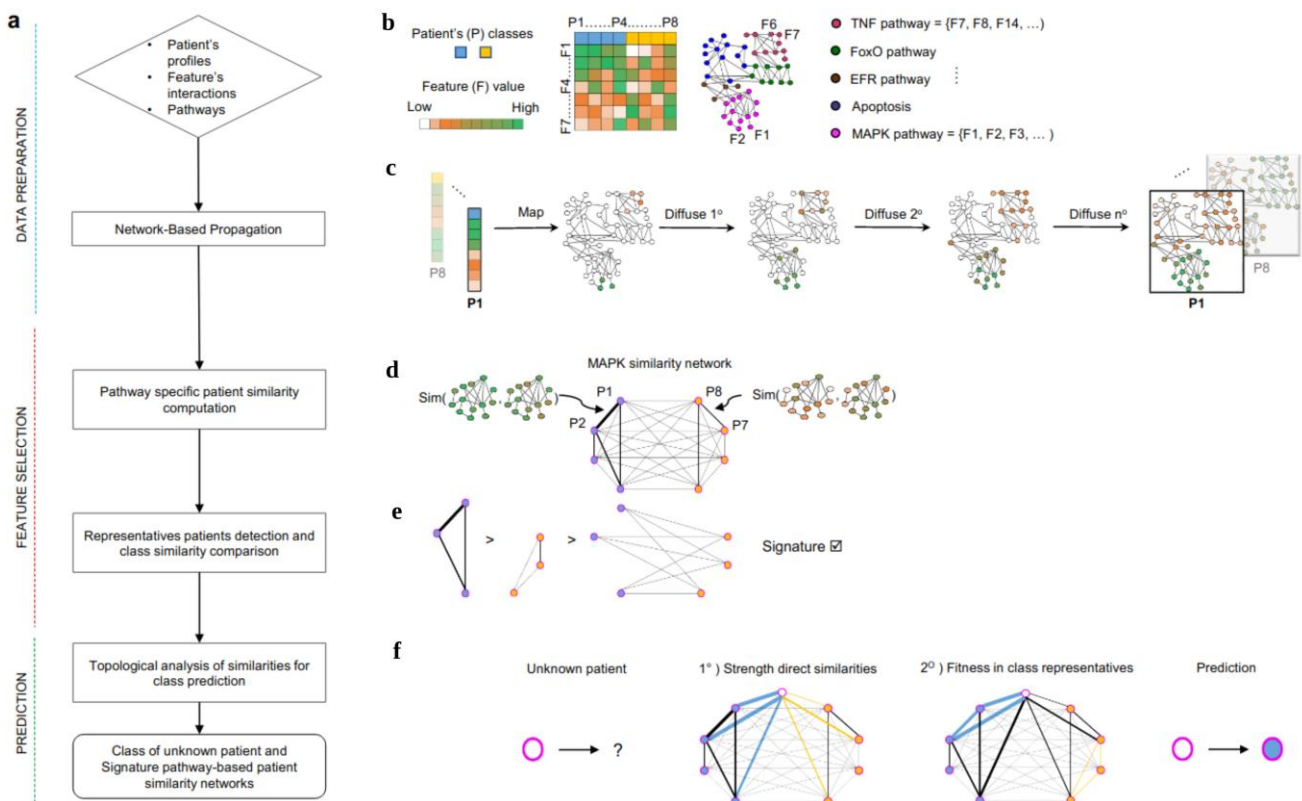 a
DATA PREPARATION
FEATURE SELECTION
PREDICTION
• Patient's
profiles
• Feature's
interactions
• Pathways
Network-Based Propagation
Pathway specific patient similarity
computation
Representatives patients detection and
class similarity comparison
Topological analysis of similarities for
class prediction
Class of unknown patient and
Signature pathway-based patient
similarity networks
b
Patient's (P) classes
Feature (F) value
Low High
P1......P4........P8
F1
F4
F7
F6
F7
F2
F1
TNF pathway = {F7, F8, F14, ...)
FoxO pathway
EFR pathway
Apoptosis
MAPK pathway = {F1, F2, F3, ... )
c
P8
P1
Map
Diffuse 1º
Diffuse 2º
Diffuse nº
P8
P1
d
MAPK similarity network
Sim( , )
P1
P2
P8
P7
Sim( , )
e
> >
Signature ☑
f
Unknown patient
?
1° ) Strength direct similarities
2º ) Fitness in class representatives
Prediction